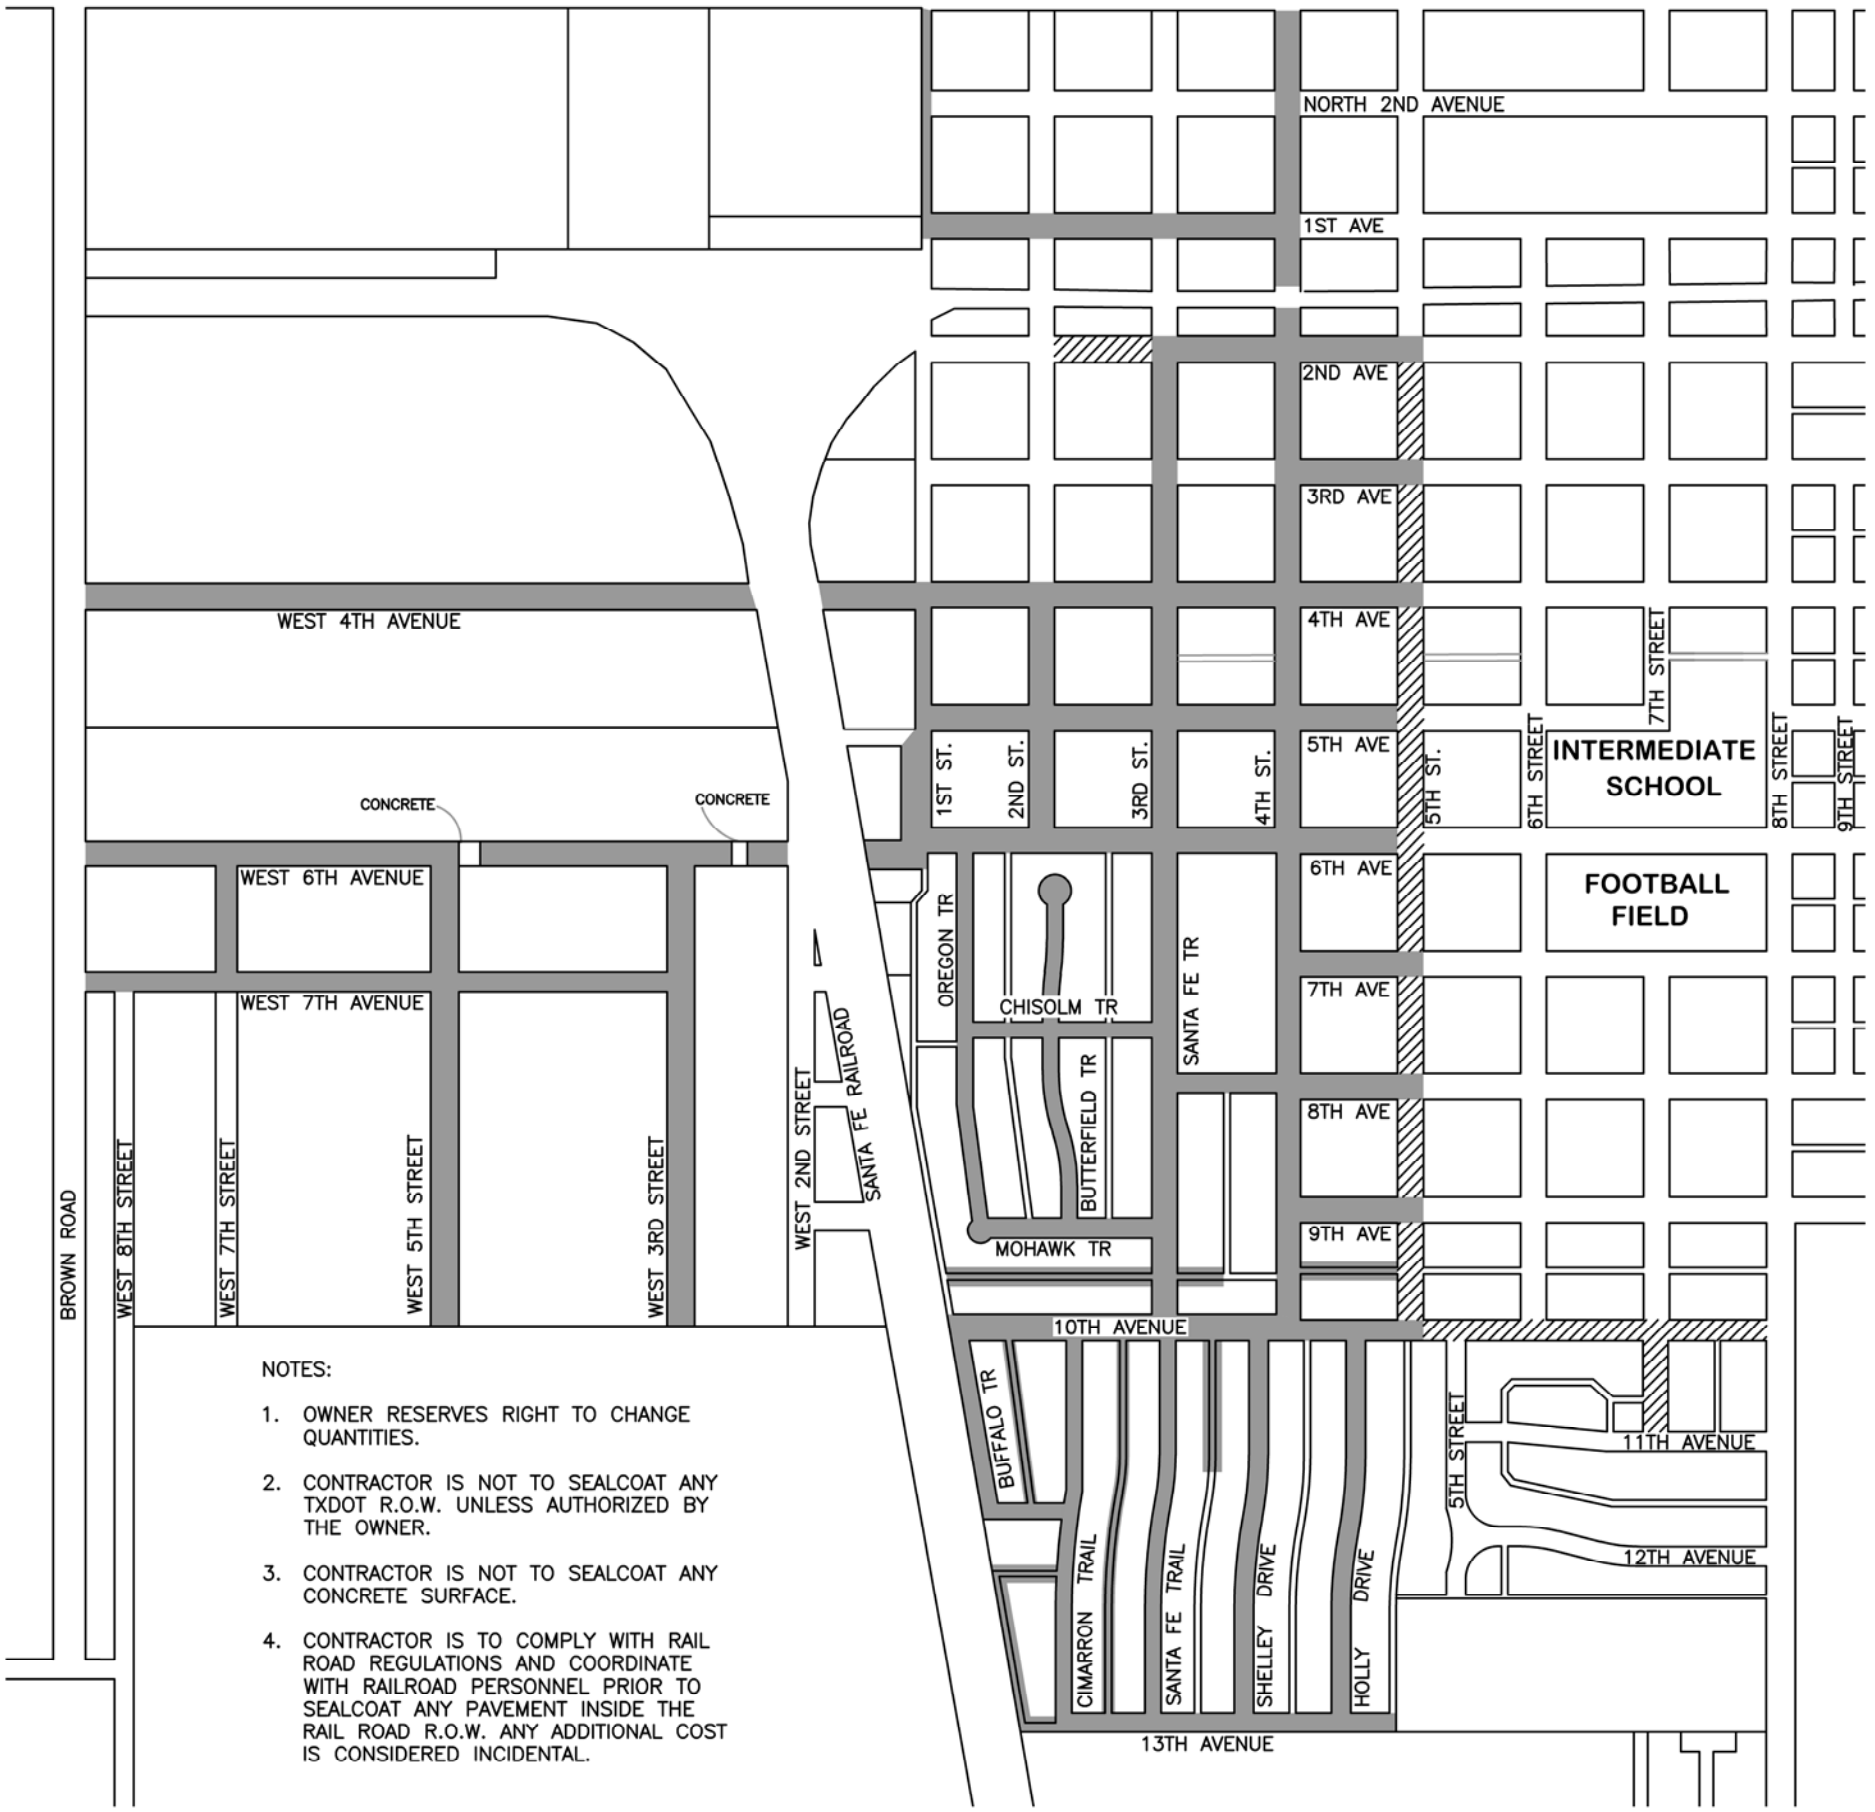 NORTH 2ND AVENUE
1ST AVE
2ND AVE
3RD AVE
WEST 4TH AVENUE
4TH AVE
7TH STREET
1ST ST.
2ND ST.
3RD ST.
4TH ST.
5TH AVE
5TH ST.
6TH STREET
INTERMEDIATE
SCHOOL
8TH STREET
9TH STREET
CONCRETE
CONCRETE
WEST 6TH AVENUE
6TH AVE
FOOTBALL
FIELD
OREGON TR
SANTA FE TR
WEST 7TH AVENUE
CHISOLM TR
7TH AVE
BROWN ROAD
WEST 8TH STREET
WEST 7TH STREET
WEST 5TH STREET
WEST 3RD STREET
WEST 2ND STREET
SANTA FE RAILROAD
BUTTERFIELD TR
8TH AVE
MOHAWK TR
9TH AVE
10TH AVENUE
BUFFALO TR
5TH STREET
11TH AVENUE
12TH AVENUE
CIMARRON TRAIL
SANTA FE TRAIL
SHELLEY DRIVE
HOLLY DRIVE
13TH AVENUE
NOTES:
1. OWNER RESERVES RIGHT TO CHANGE
QUANTITIES.
2. CONTRACTOR IS NOT TO SEALCOAT ANY
TXDOT R.O.W. UNLESS AUTHORIZED BY
THE OWNER.
3. CONTRACTOR IS NOT TO SEALCOAT ANY
CONCRETE SURFACE.
4. CONTRACTOR IS TO COMPLY WITH RAIL
ROAD REGULATIONS AND COORDINATE
WITH RAILROAD PERSONNEL PRIOR TO
SEALCOAT ANY PAVEMENT INSIDE THE
RAIL ROAD R.O.W. ANY ADDITIONAL COST
IS CONSIDERED INCIDENTAL.